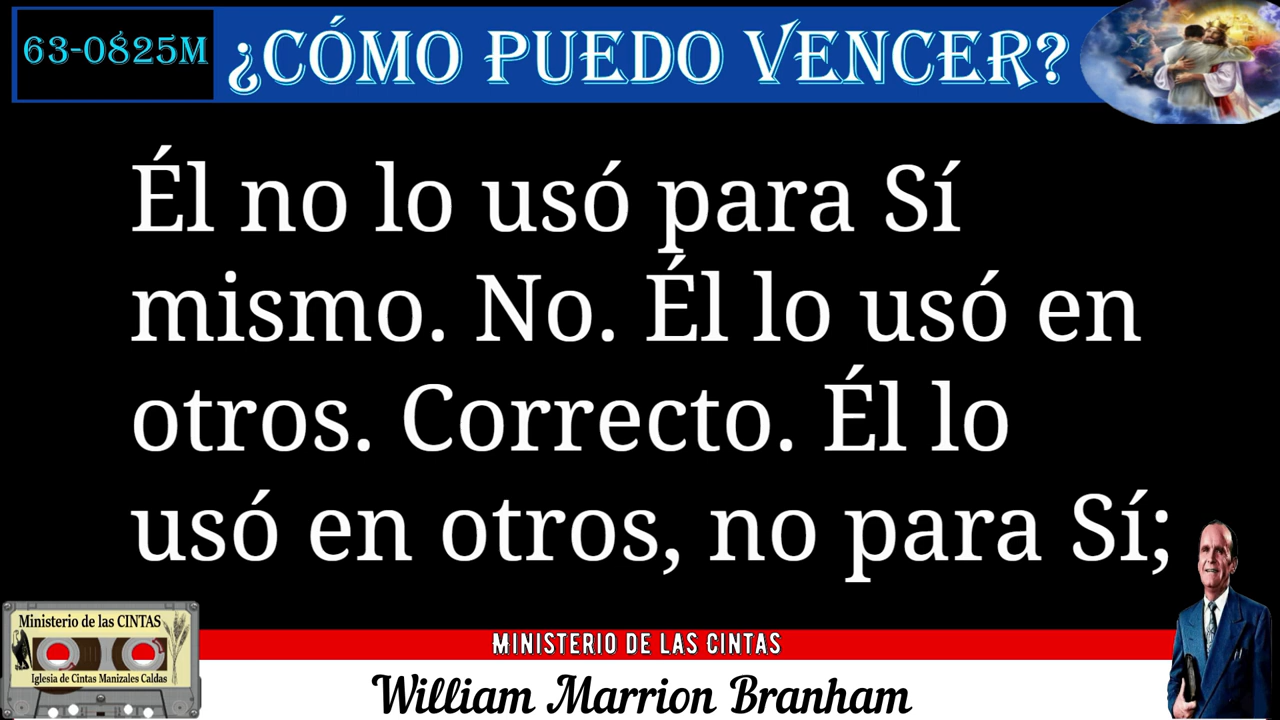 63-0825M
¿CÓMO PUEDO VENCER?
Él no lo usó para Sí
mismo. No. Él lo usó en
otros. Correcto. Él lo
usó en otros, no para Sí;
Ministerio de las CINTAS
Iglesia de Cintas Manizales Caldas
MINISTERIO DE LAS CINTAS
William Marrion Branham